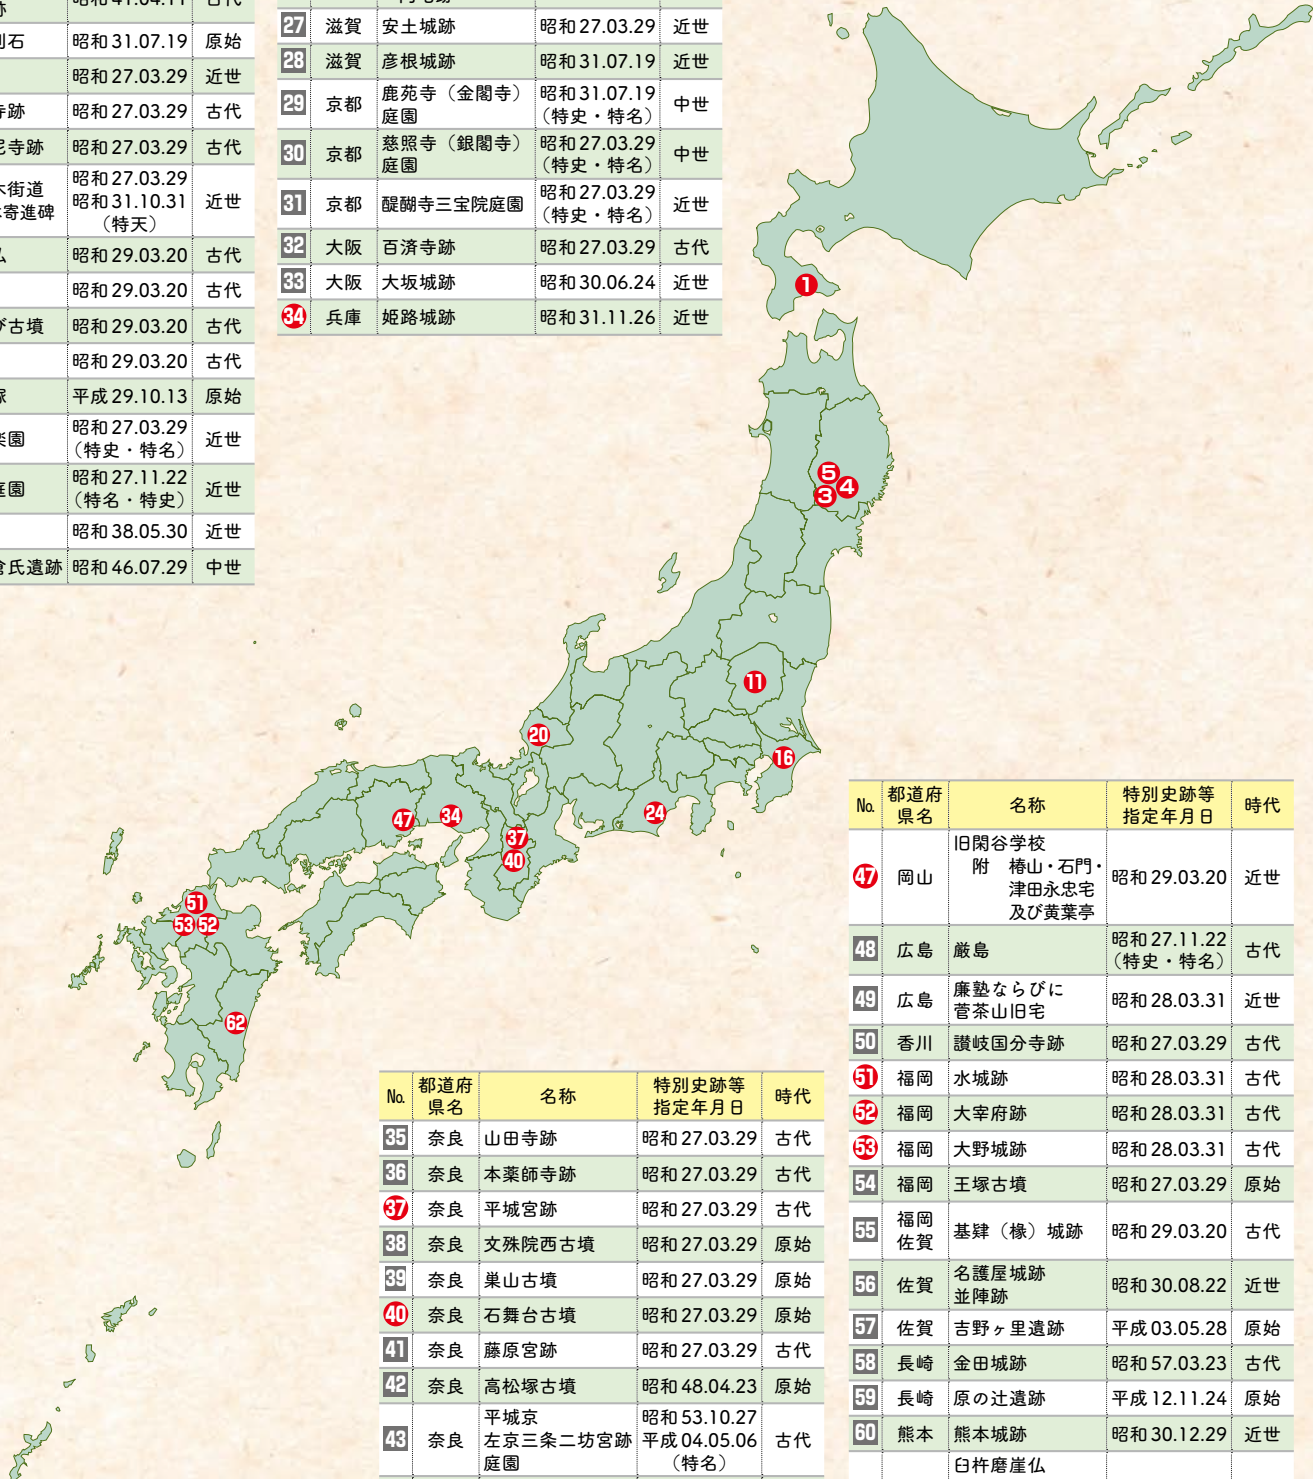 跡 昭和41.04.11 古代
別石 昭和31.07.19 原始
昭和27.03.29 近世
寺跡 昭和27.03.29 古代
尼寺跡 昭和27.03.29 古代
木街道
寄進碑
昭和27.03.29
昭和31.10.31
（特天）
近世
仏 昭和29.03.20 古代
昭和29.03.20 古代
び古墳 昭和29.03.20 古代
昭和29.03.20 古代
塚 平成29.10.13 原始
楽園
昭和27.03.29
（特史・特名）
近世
庭園
昭和27.11.22
（特名・特史）
近世
昭和38.05.30 近世
倉氏遺跡 昭和46.07.29 中世
27 滋賀 安土城跡 昭和27.03.29 近世
28 滋賀 彦根城跡 昭和31.07.19 近世
29 京都
鹿苑寺（金閣寺）
庭園
昭和31.07.19
（特史・特名）
中世
30 京都
慈照寺（銀閣寺）
庭園
昭和27.03.29
（特史・特名）
中世
31 京都 醍醐寺三宝院庭園
昭和27.03.29
（特史・特名）
近世
32 大阪 百済寺跡 昭和27.03.29 古代
33 大阪 大坂城跡 昭和30.06.24 近世
34 兵庫 姫路城跡 昭和31.11.26 近世
1
5
4
3
11
20
16
24
47
34
37
40
51
53
52
62
No.
都道府
県名
名称
特別史跡等
指定年月日
時代
35 奈良 山田寺跡 昭和27.03.29 古代
36 奈良 本薬師寺跡 昭和27.03.29 古代
37 奈良 平城宮跡 昭和27.03.29 古代
38 奈良 文殊院西古墳 昭和27.03.29 原始
39 奈良 巣山古墳 昭和27.03.29 原始
40 奈良 石舞台古墳 昭和27.03.29 原始
41 奈良 藤原宮跡 昭和27.03.29 古代
42 奈良 高松塚古墳 昭和48.04.23 原始
43 奈良
平城京
左京三条二坊宮跡
庭園
昭和53.10.27
平成04.05.06
（特名）
古代
No.
都道府
県名
名称
特別史跡等
指定年月日
時代
47 岡山
旧閑谷学校
附 椿山・石門・
津田永忠宅
及び黄葉亭
昭和29.03.20 近世
48 広島 厳島
昭和27.11.22
（特史・特名）
古代
49 広島
廉塾ならびに
菅茶山旧宅
昭和28.03.31 近世
50 香川 讃岐国分寺跡 昭和27.03.29 古代
51 福岡 水城跡 昭和28.03.31 古代
52 福岡 大宰府跡 昭和28.03.31 古代
53 福岡 大野城跡 昭和28.03.31 古代
54 福岡 王塚古墳 昭和27.03.29 原始
55
福岡
佐賀
基肄（椽）城跡 昭和29.03.20 古代
56 佐賀
名護屋城跡
並陣跡
昭和30.08.22 近世
57 佐賀 吉野ヶ里遺跡 平成03.05.28 原始
58 長崎 金田城跡 昭和57.03.23 古代
59 長崎 原の辻遺跡 平成12.11.24 原始
60 熊本 熊本城跡 昭和30.12.29 近世
臼杵磨崖仏